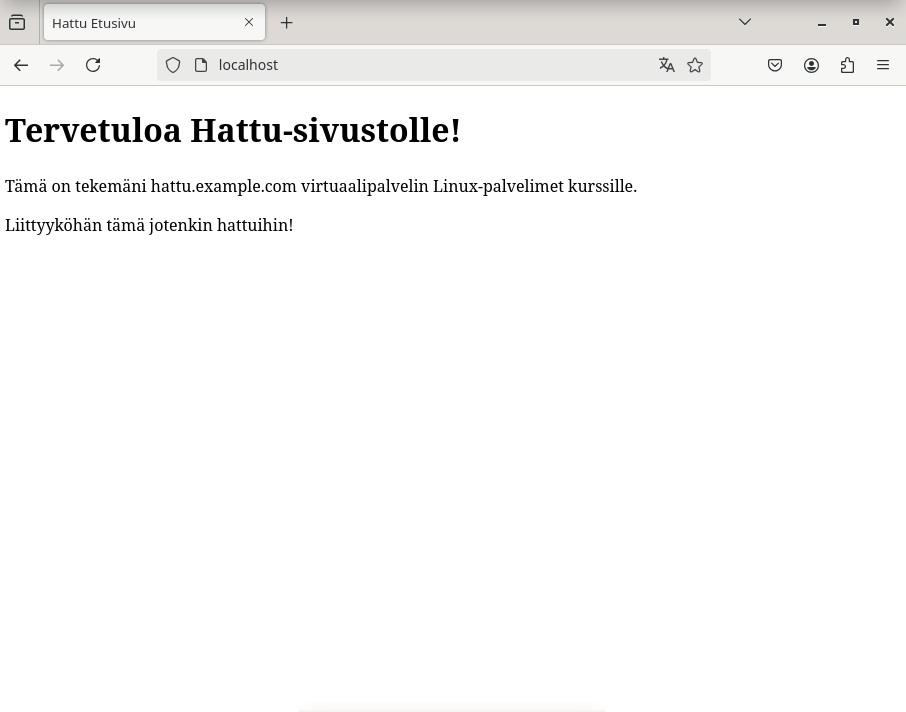 Hattu Etusivu
localhost
Tervetuloa Hattu-sivustolle!
Tämä on tekemäni hattu.example.com virtuaalipalvelin Linux-palvelimet kurssille.
Liittyyköhän tämä jotenkin hattuihin!